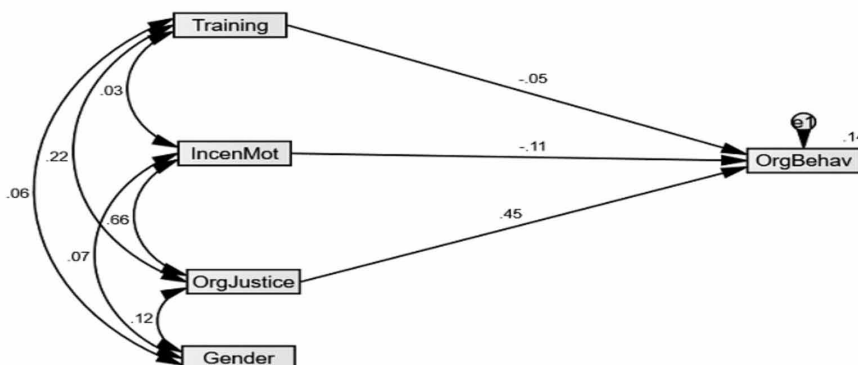 Training
-.05
.03
e1
.14
IncenMot
-.11
OrgBehav
.22
.06
.66
.45
.07
OrgJustice
.12
Gender